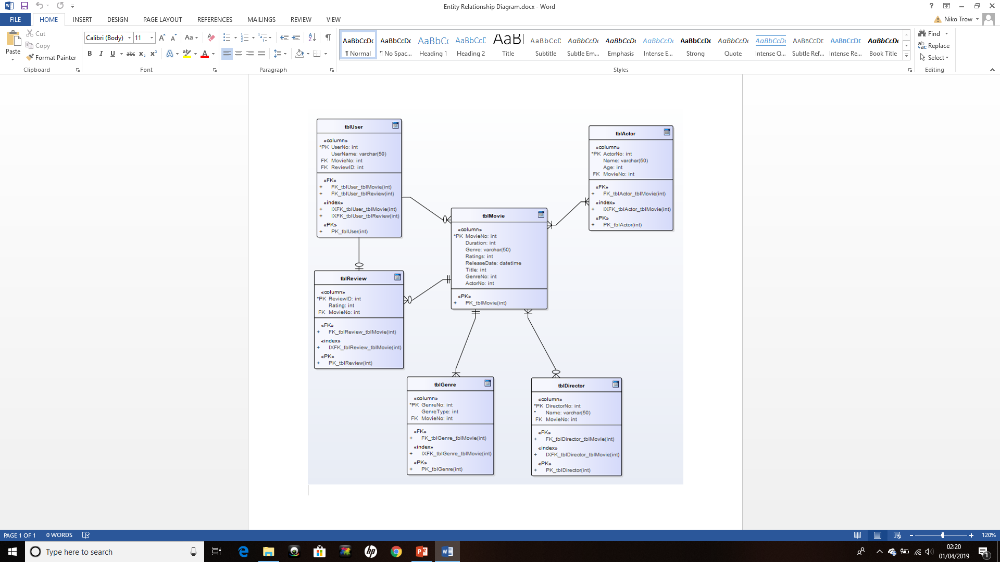 Entity Relationship Diagram.docx - Word
FILE HOME INSERT DESIGN PAGE LAYOUT REFERENCES MAILINGS REVIEW VIEW
Niko Trow
Paste
Cut
Copy
Format Painter
Clipboard
Calibri (Body) 11
Font
Paragraph
AaBbCcDc AaBbCcDc AaBbCc AaBbCcD AaBl AaBbCcD AaBbCcDc AaBbCcDc AaBbCcDc AaBbCcDc AaBbCcDc AaBbCcDc AABBCCDE AABBCCDE AaBbCcDc
¶ Normal ¶ No Spac... Heading 1 Heading 2 Title Subtitle Subtle Em... Emphasis Intense E... Strong Quote Intense Q... Subtle Ref... Intense Re... Book Title
Styles
Find
Replace
Select
Editing
tblUser
«column»
*PK UserNo: int
UserName: varchar(50)
FK MovieNo: int
FK ReviewID: int
«FK»
+ FK_tblUser_tblMovie(int)
+ FK_tblUser_tblReview(int)
«index»
+ IXFK_tblUser_tblMovie(int)
+ IXFK_tblUser_tblReview(int)
«PK»
+ PK_tblUser(int)
tblActor
«column»
*PK ActorNo: int
Name: varchar(50)
Age: int
FK MovieNo: int
«FK»
+ FK_tblActor_tblMovie(int)
«index»
+ IXFK_tblActor_tblMovie(int)
«PK»
+ PK_tblActor(int)
tblMovie
«column»
*PK MovieNo: int
Duration: int
Genre: varchar(50)
Ratings: int
ReleaseDate: datetime
Title: int
GenreNo: int
ActorNo: int
«PK»
+ PK_tblMovie(int)
tblReview
«column»
*PK ReviewID: int
Rating: int
FK MovieNo: int
«FK»
+ FK_tblReview_tblMovie(int)
«index»
+ IXFK_tblReview_tblMovie(int)
«PK»
+ PK_tblReview(int)
tblGenre
«column»
*PK GenreNo: int
GenreType: int
FK MovieNo: int
«FK»
+ FK_tblGenre_tblMovie(int)
«index»
+ IXFK_tblGenre_tblMovie(int)
«PK»
+ PK_tblGenre(int)
tblDirector
«column»
*PK DirectorNo: int
* Name: varchar(50)
FK MovieNo: int
«FK»
+ FK_tblDirector_tblMovie(int)
«index»
+ IXFK_tblDirector_tblMovie(int)
«PK»
+ PK_tblDirector(int)
PAGE 1 OF 1 0 WORDS
120%
Type here to search
02:20
01/04/2019